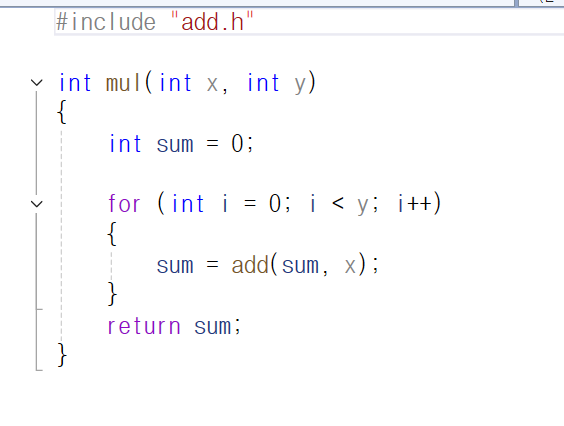 #include "add.h"
int mul(int x, int y)
{
int sum = 0;
for (int i = 0; i < y; i++)
{
sum = add(sum, x);
}
return sum;
}